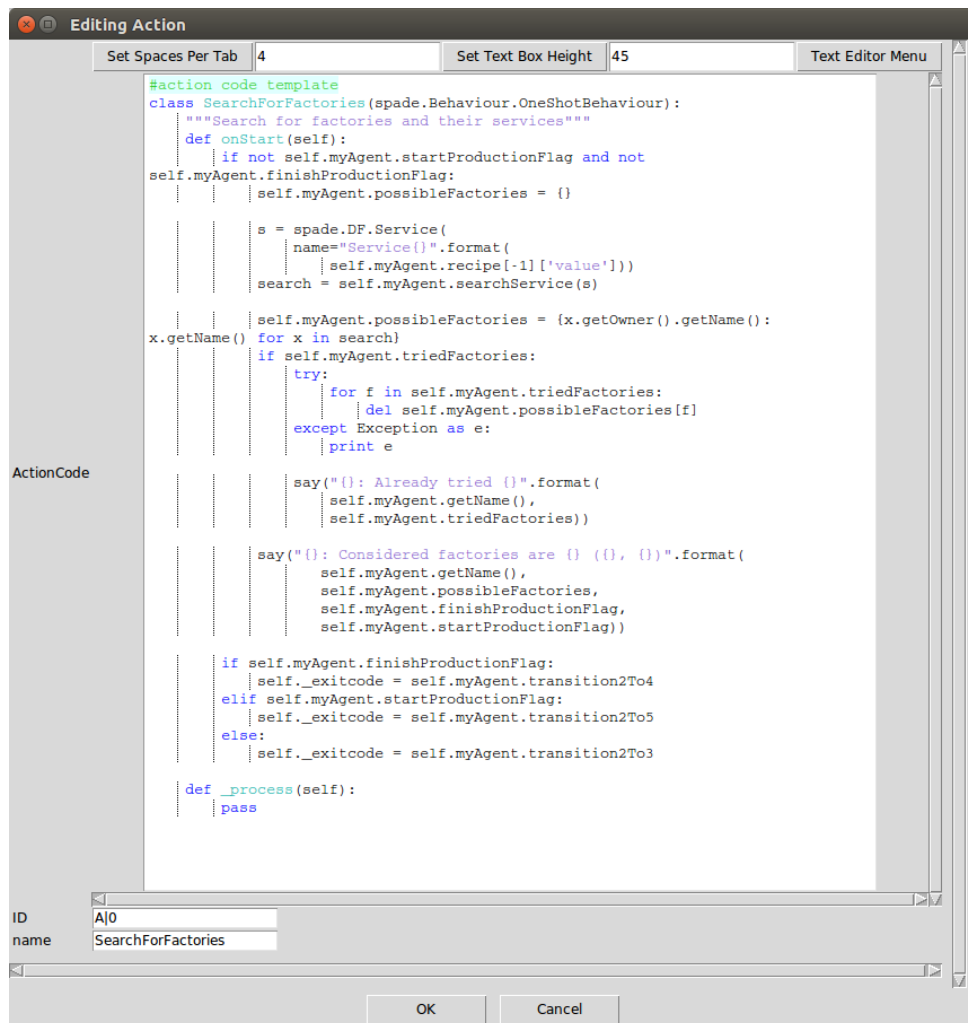 Editing Action
Set Spaces Per Tab 4 Set Text Box Height 45 Text Editor Menu
#action code template
class SearchForFactories(spade.Behaviour.OneShotBehaviour):
    """Search for factories and their services"""
    def onStart(self):
        if not self.myAgent.startProductionFlag and not
self.myAgent.finishProductionFlag:
            self.myAgent.possibleFactories = {}
            s = spade.DF.Service(
                name="Service{}".format(
                    self.myAgent.recipe[-1]['value']))
            search = self.myAgent.searchService(s)
            self.myAgent.possibleFactories = {x.getOwner().getName():
x.getName() for x in search}
            if self.myAgent.triedFactories:
                try:
                    for f in self.myAgent.triedFactories:
                        del self.myAgent.possibleFactories[f]
                except Exception as e:
                    print e
ActionCode
                say("{}: Already tried {}".format(
                    self.myAgent.getName(),
                    self.myAgent.triedFactories))
            say("{}: Considered factories are {} ({}, {})".format(
                   self.myAgent.getName(),
                   self.myAgent.possibleFactories,
                   self.myAgent.finishProductionFlag,
                   self.myAgent.startProductionFlag))
        if self.myAgent.finishProductionFlag:
            self._exitcode = self.myAgent.transition2To4
        elif self.myAgent.startProductionFlag:
            self._exitcode = self.myAgent.transition2To5
        else:
            self._exitcode = self.myAgent.transition2To3
    def _process(self):
        pass
ID A|0
name SearchForFactories
OK Cancel